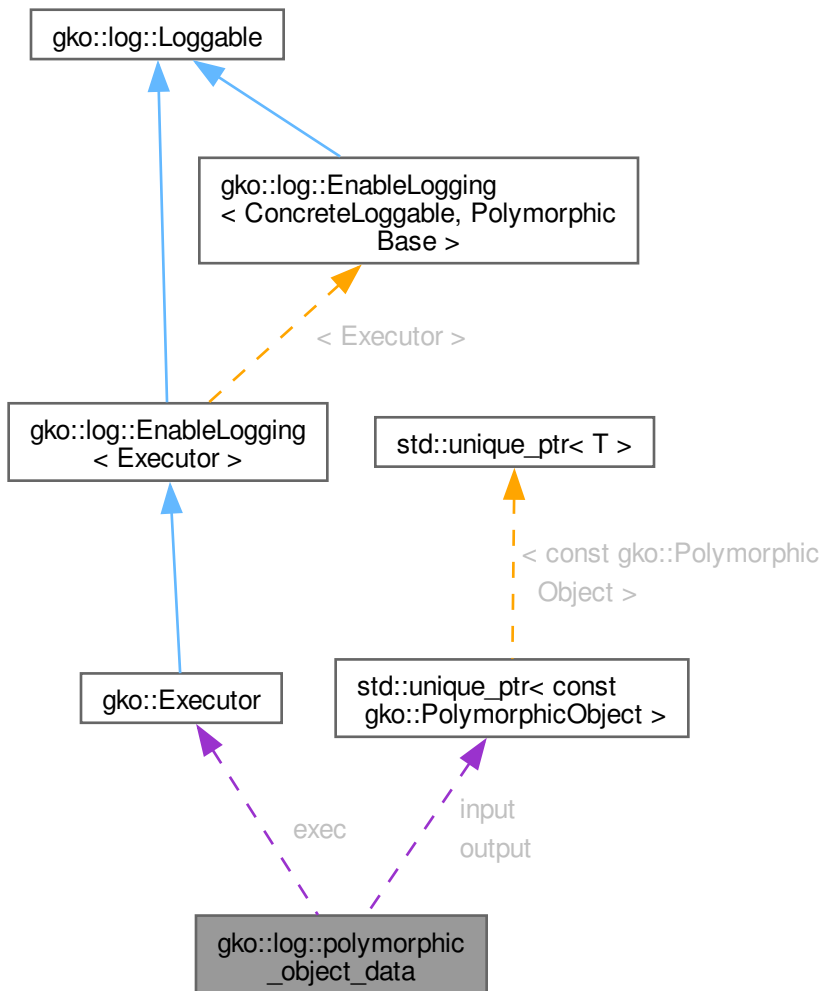 gko::log::Loggable
gko::log::EnableLogging
< ConcreteLoggable, Polymorphic
Base >
< Executor >
gko::log::EnableLogging
< Executor >
std::unique_ptr< T >
< const gko::Polymorphic
Object >
gko::Executor
std::unique_ptr< const
gko::PolymorphicObject >
exec
input
output
gko::log::polymorphic
_object_data